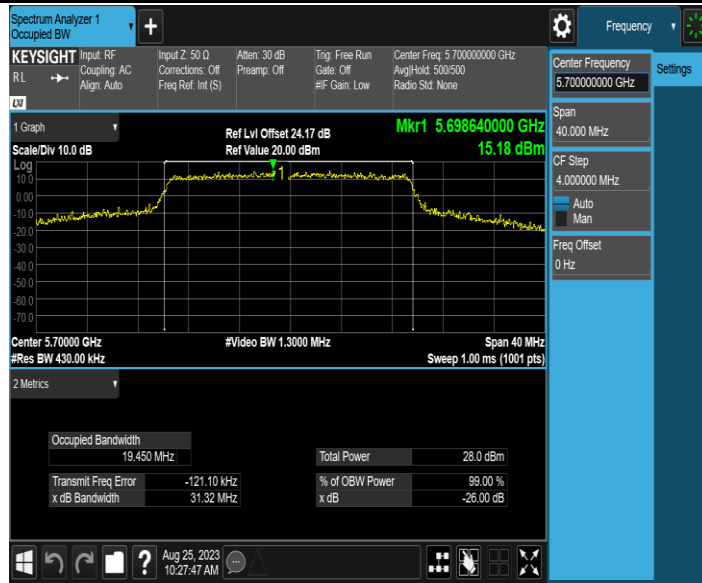 Spectrum Analyzer 1
Occupied BW
+
Frequency
KEYSIGHT
RL
LXI
Input: RF
Coupling: AC
Align: Auto
Input Z: 50 Ω
Corrections: Off
Freq Ref: Int (S)
Atten: 30 dB
Preamp: Off
Trig: Free Run
Gate: Off
#IF Gain: Low
Center Freq: 5.700000000 GHz
Avg|Hold: 500/500
Radio Std: None
1 Graph
Scale/Div 10.0 dB
Ref Lvl Offset 24.17 dB
Ref Value 20.00 dBm
Mkr1 5.698640000 GHz
15.18 dBm
Log
10.0
0.00
-10.0
-20.0
-30.0
-40.0
-50.0
-60.0
-70.0
1
Center 5.70000 GHz
#Res BW 430.00 kHz
#Video BW 1.3000 MHz
Span 40 MHz
Sweep 1.00 ms (1001 pts)
2 Metrics
Occupied Bandwidth
19.450 MHz
Total Power 28.0 dBm
Transmit Freq Error -121.10 kHz
% of OBW Power 99.00 %
x dB Bandwidth 31.32 MHz
x dB -26.00 dB
Center Frequency
5.700000000 GHz
Settings
Span
40.000 MHz
CF Step
4.000000 MHz
Auto
Man
Freq Offset
0 Hz
?
Aug 25, 2023
10:27:47 AM